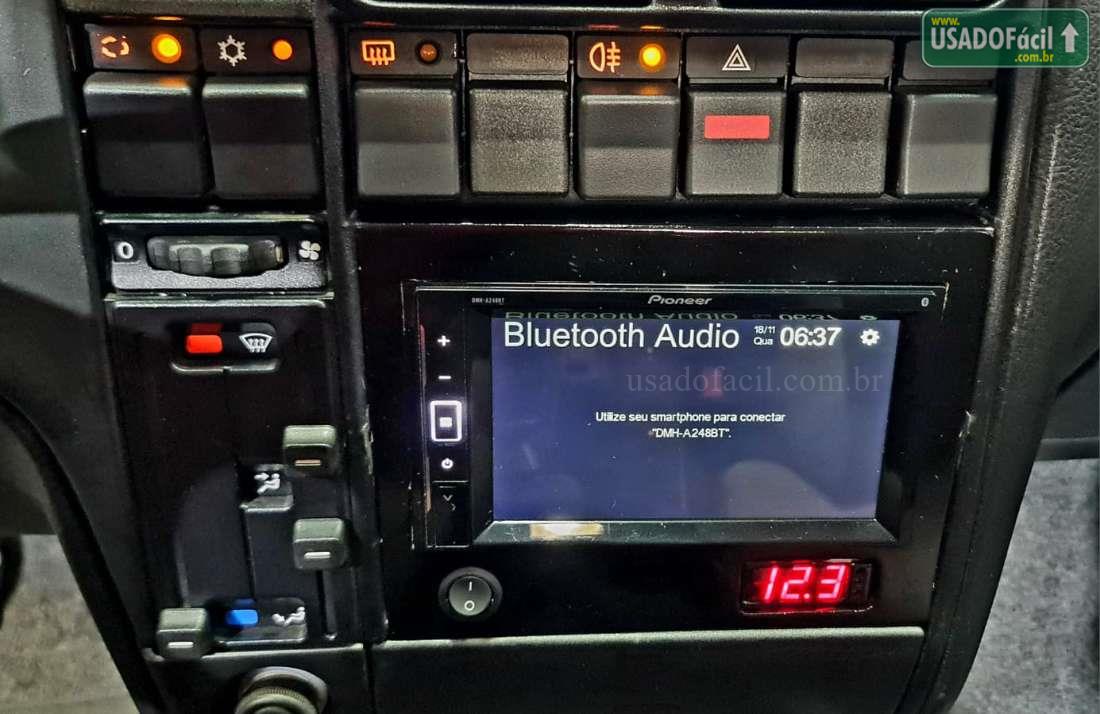 www.
USADOFácil
.com.br
0
DMH-A248BT
Pioneer
Bluetooth Audio
18/11
Qua
06:37
usadofacil.com.br
Utilize seu smartphone para conectar
"DMH-A248BT".
12.3
I
O